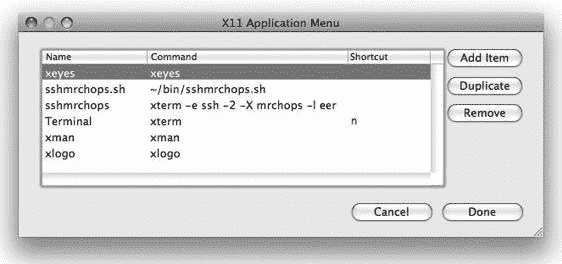 X11 Application Menu
Name Command Shortcut
xeyes xeyes
sshmrchops.sh ~/bin/sshmrchops.sh
sshmrchops xterm -e ssh -2 -X mrchops -l eer
Terminal xterm n
xman xman
xlogo xlogo
Add Item
Duplicate
Remove
Cancel Done